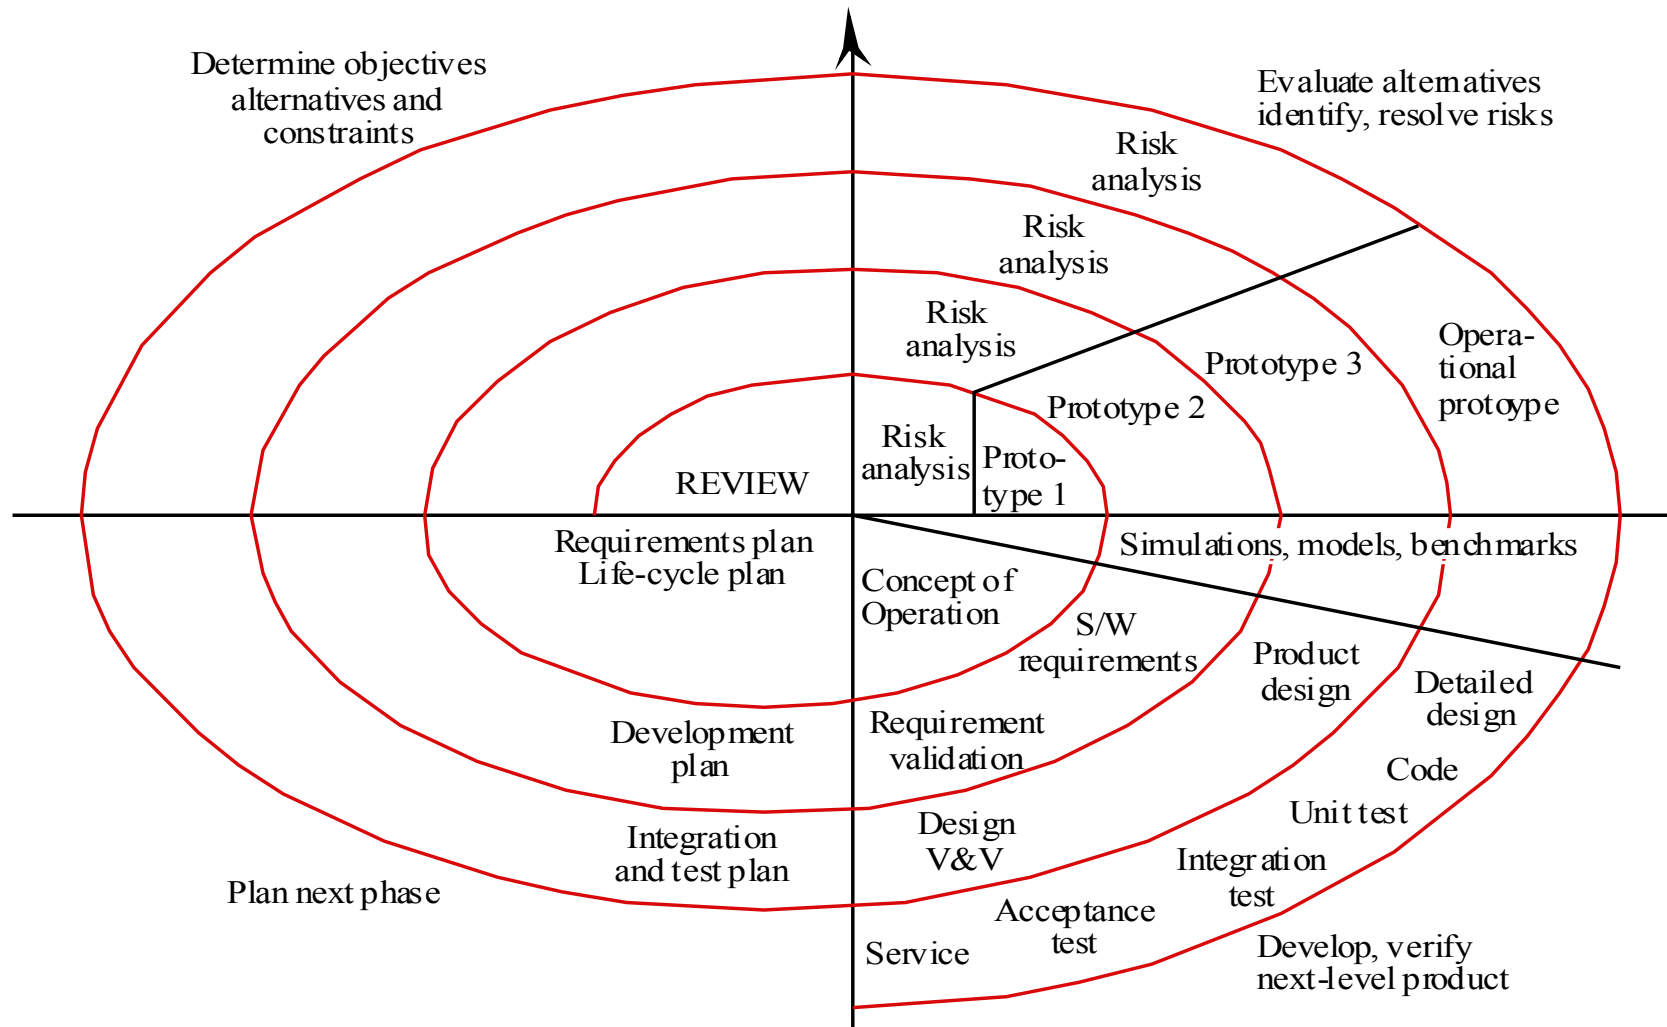 Determine objectives
alternatives and
constraints
Evaluate alternatives
identify, resolve risks
Risk
analysis
Risk
analysis
Risk
analysis
Risk
analysis
Proto-
type 1
Prototype 2
Prototype 3
Opera-
tional
protoype
REVIEW
Requirements plan
Life-cycle plan
Simulations, models, benchmarks
Concept of
Operation
S/W
requirements
Product
design
Detailed
design
Development
plan
Requirement
validation
Code
Unit test
Integration
and test plan
Design
V&V
Integration
test
Plan next phase
Acceptance
test
Service
Develop, verify
next-level product